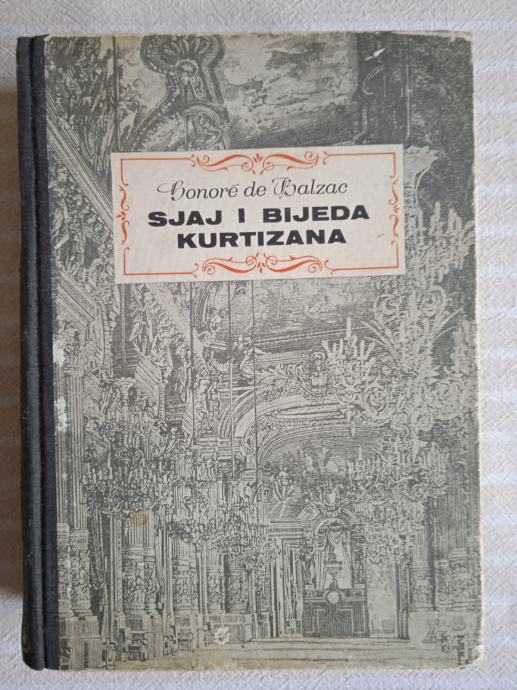 Honoré de Balzac
SJAJ I BIJEDA
KURTIZANA